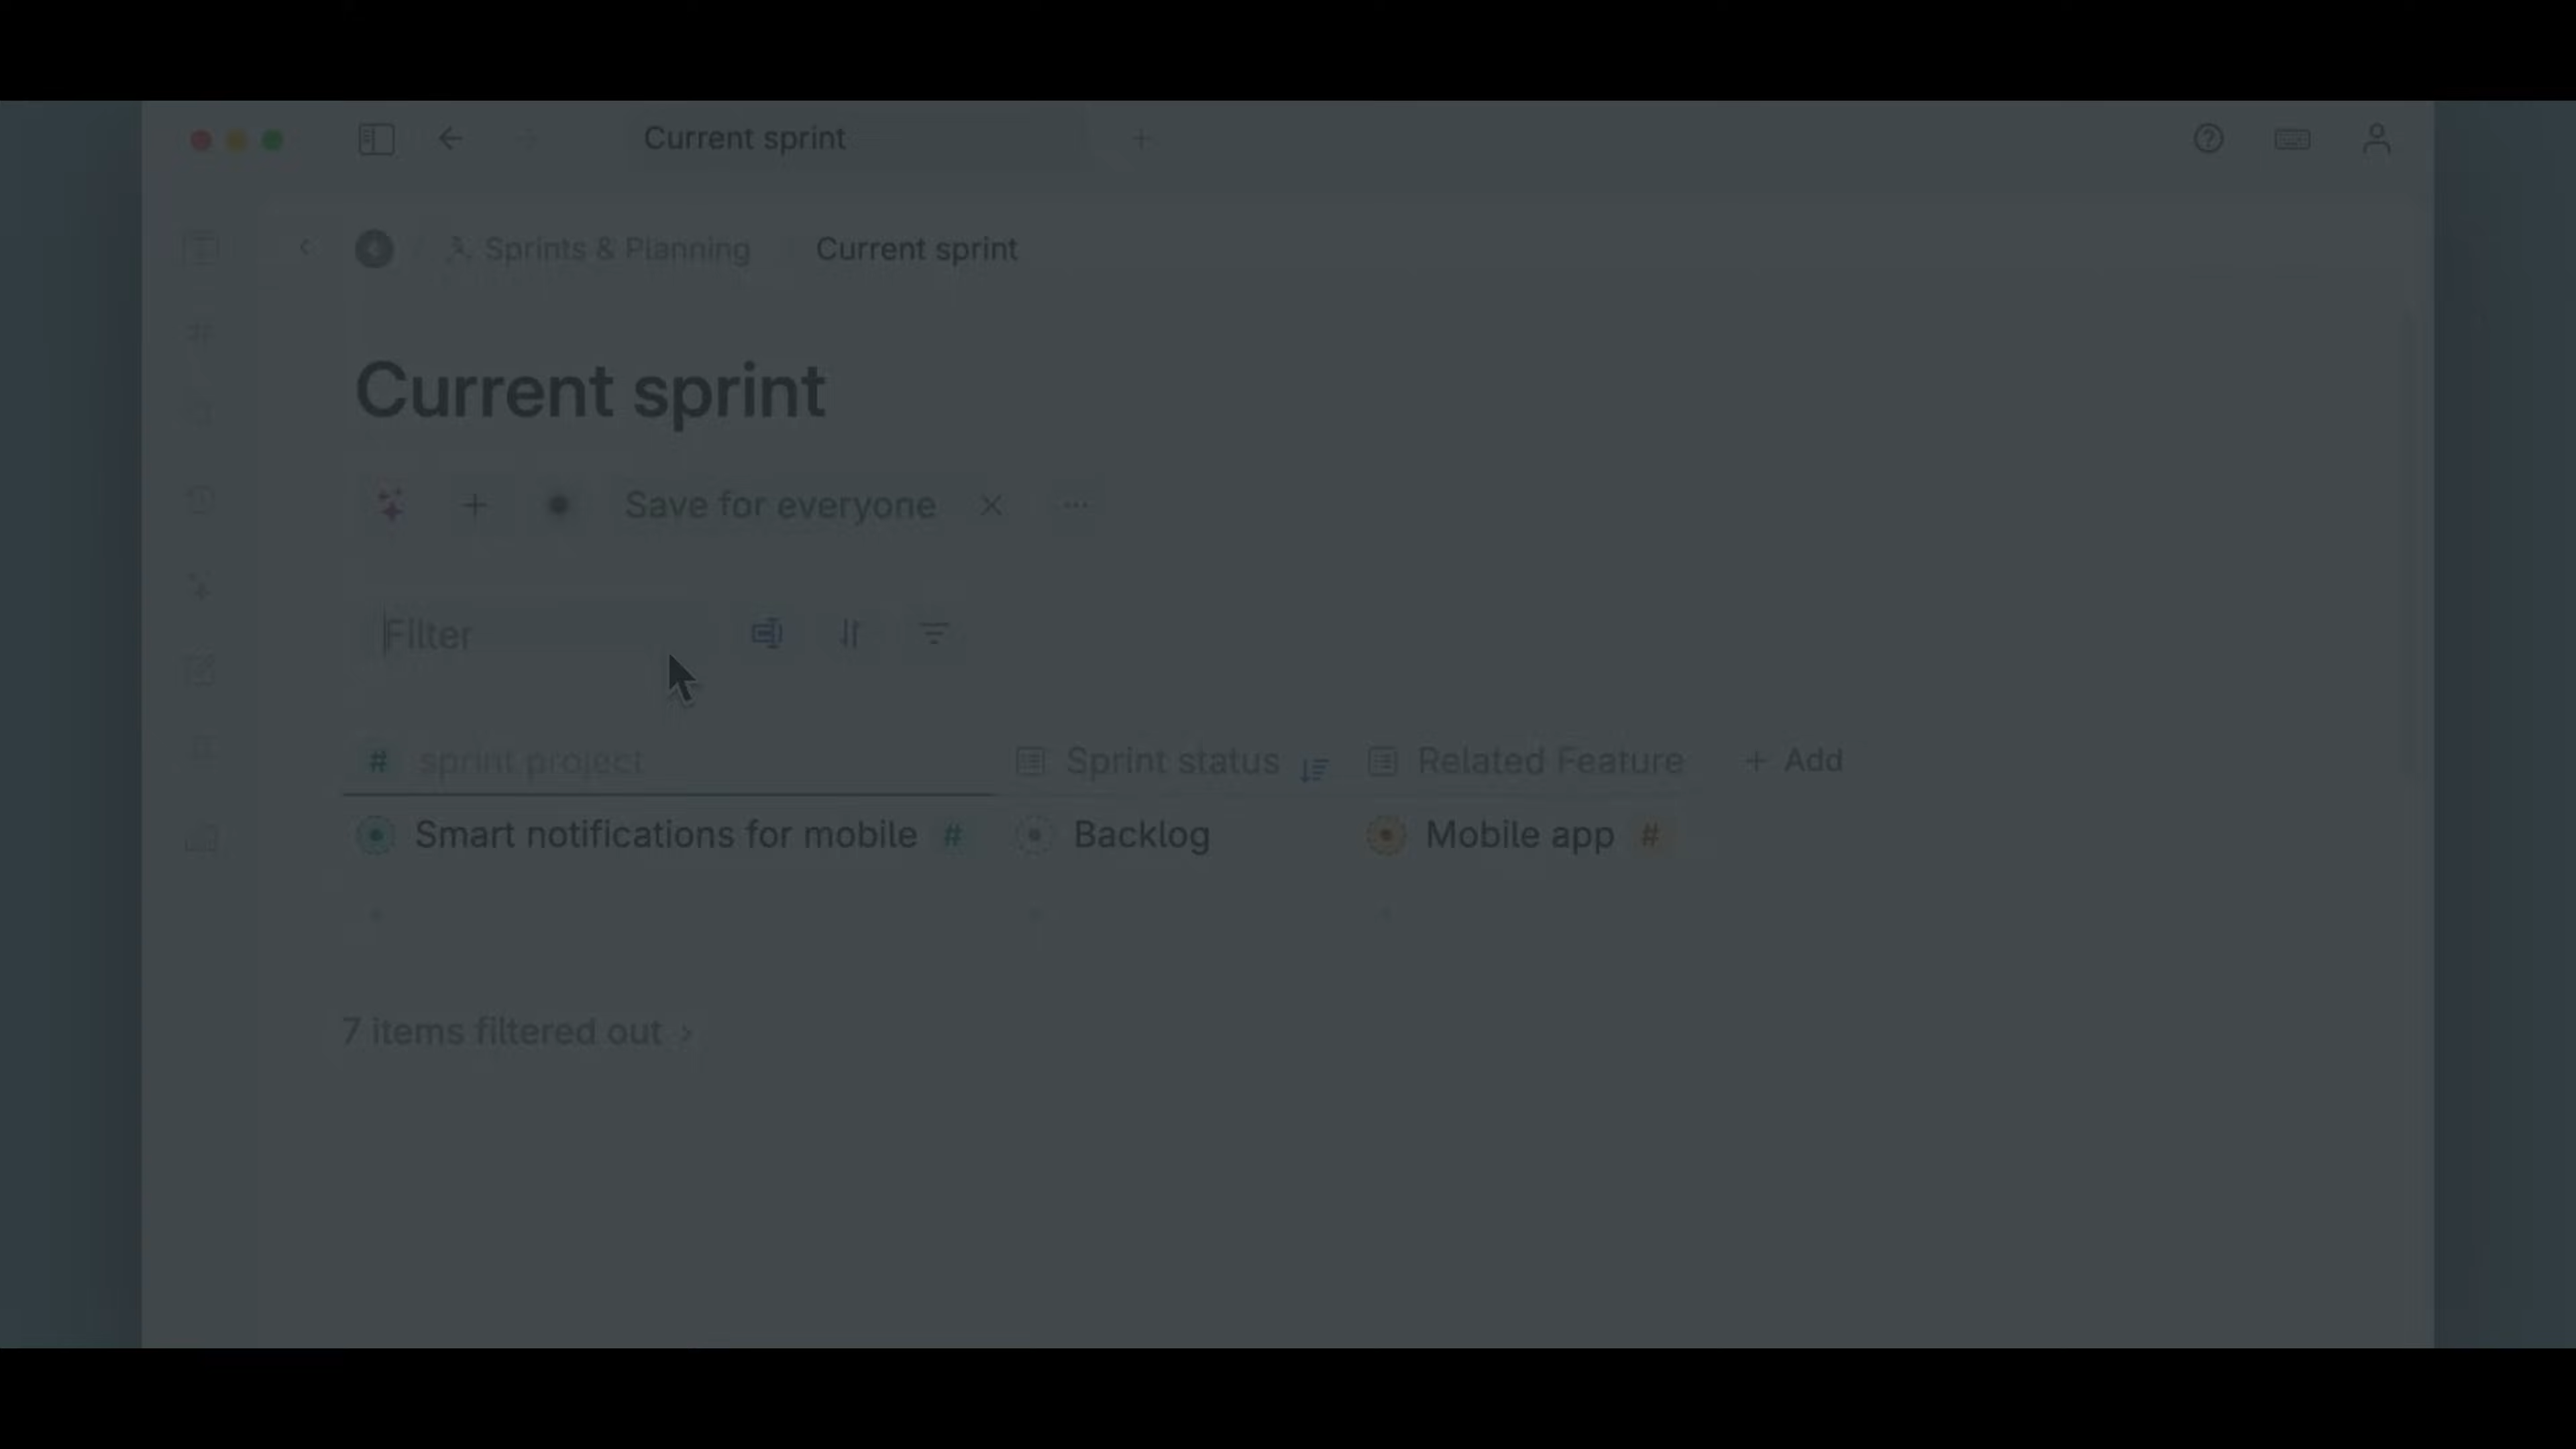 Current sprint
Sprints & Planning Current sprint
Current sprint
Save for everyone
Filter
# sprint project Sprint status Related Feature + Add
Smart notifications for mobile # Backlog Mobile app #
7 items filtered out